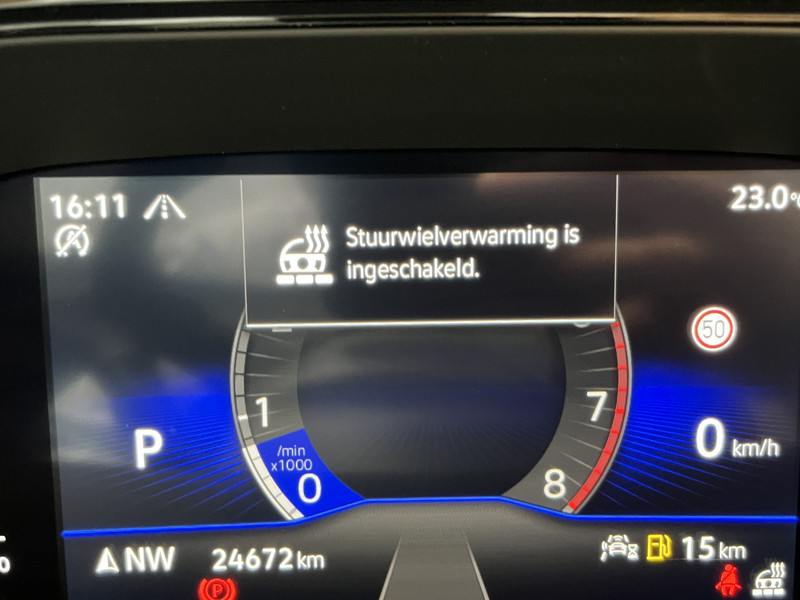 16:11
23.0°C
Stuurwielverwarming is
ingeschakeld.
50
1
7
/min
x1000
0
8
P
0 km/h
NW
24672 km
15 km
P